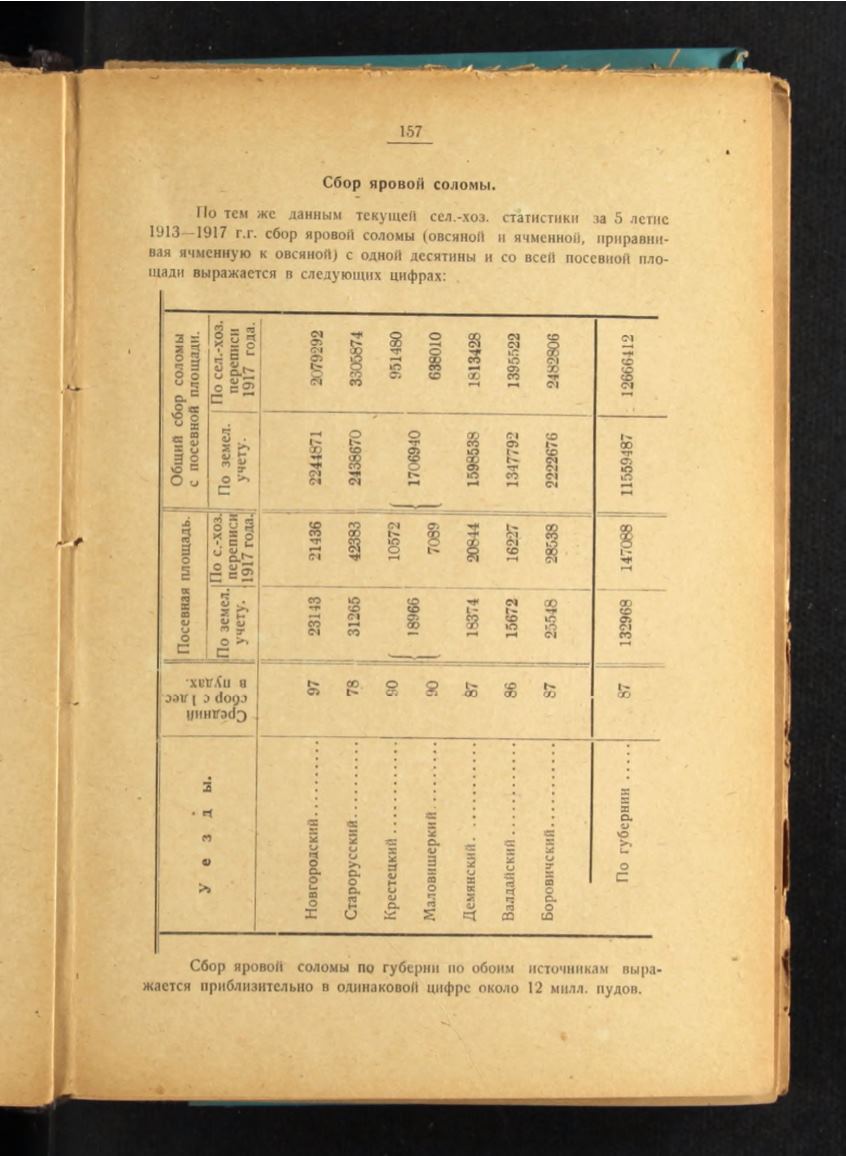 157
Сбор яровой соломы.
По тем же данным текущей сел.-хоз. статистики за 5 летие
1913—1917 г.г. сбор яровой соломы (овсяной и ячменной, приравни-
вая ячменную к овсяной) с одной десятины и со всей посевной пло-
щади выражается в следующих цифрах:
Уезды.
Средний сбор с 1 дес в пудах.
Посевная площадь.
По земел. учету.
По с.-хоз. переписи 1917 года.
Общий сбор соломы с посевной площади.
По земел. учету.
По сел.-хоз. переписи 1917 года.
Новгородский........... 97 23143 21436 2244871 2079292
Старорусский........... 78 31265 42383 2438670 3305874
Крестецкий .......... 90 18966 10572 1706940 951480
Маловишеркий .......... 90 7089 638010
Демянский. .......... 87 18374 20844 1598538 1813428
Валдайский.......... 86 15672 16227 1347792 1395522
Боровичский........... 87 25548 28538 2222676 2482806
По губернии ..... 87 132968 147088 11559487 12666412
Сбор яровой соломы по губерни по обоим источникам выра-
жается приблизительно в одинаковой цифре около 12 милл. пудов.